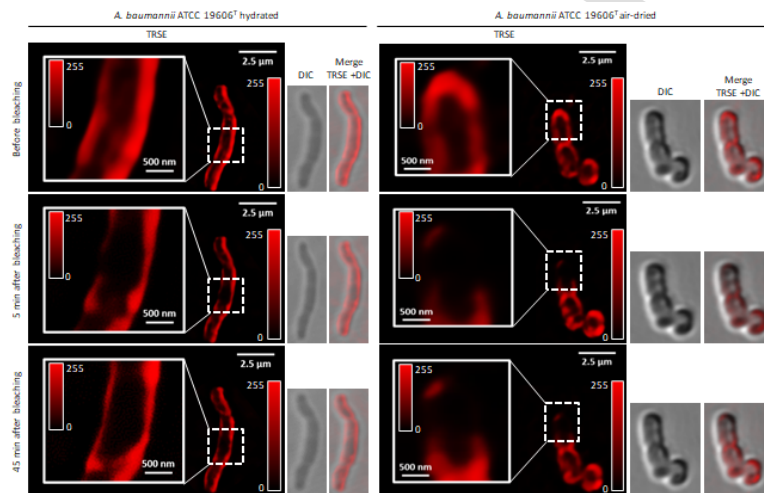 A. baumannii ATCC 19606ᵀ hydrated
A. baumannii ATCC 19606ᵀ air-dried
TRSE
TRSE
Before bleaching
255
0
500 nm
2.5 µm
255
0
DIC
Merge
TRSE +DIC
255
0
500 nm
2.5 µm
255
0
DIC
Merge
TRSE +DIC
5 min after bleaching
255
0
500 nm
2.5 µm
255
0
255
0
500 nm
2.5 µm
255
0
45 min after bleaching
255
0
500 nm
2.5 µm
255
0
255
0
500 nm
2.5 µm
255
0